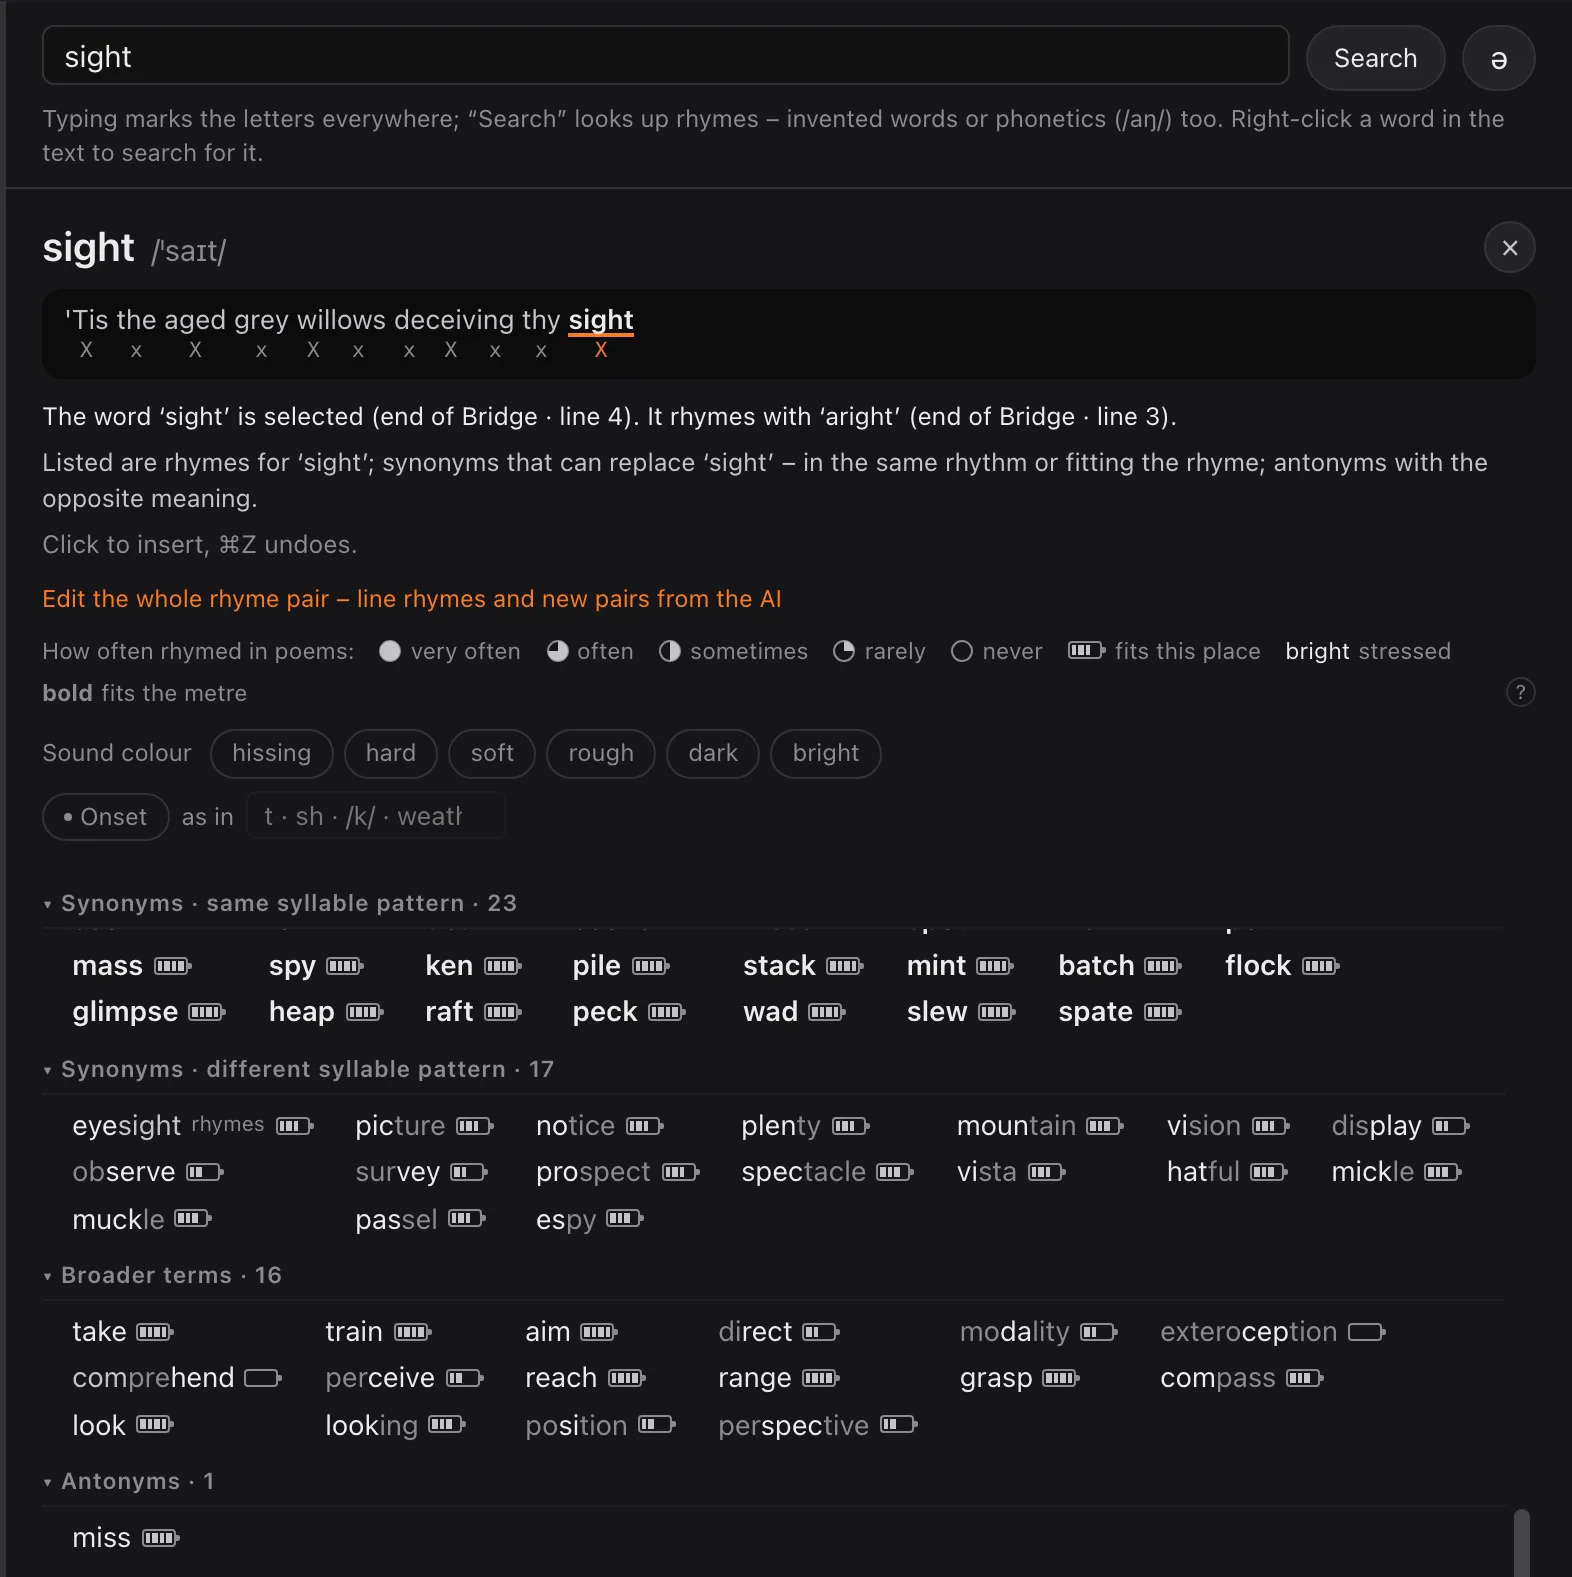 sight Search ə
Typing marks the letters everywhere; “Search” looks up rhymes – invented words or phonetics (/aŋ/) too. Right-click a word in the
text to search for it.
sight /ˈsaɪt/ ×
'Tis the aged grey willows deceiving thy sight
X x X x X x x X x x X
The word ‘sight’ is selected (end of Bridge · line 4). It rhymes with ‘aright’ (end of Bridge · line 3).
Listed are rhymes for ‘sight’; synonyms that can replace ‘sight’ – in the same rhythm or fitting the rhyme; antonyms with the
opposite meaning.
Click to insert, ⌘Z undoes.
Edit the whole rhyme pair – line rhymes and new pairs from the AI
How often rhymed in poems: very often often sometimes rarely never fits this place bright stressed
bold fits the metre ?
Sound colour hissing hard soft rough dark bright
• Onset as in t · sh · /k/ · weath
▾ Synonyms · same syllable pattern · 23
mass spy ken pile stack mint batch flock
glimpse heap raft peck wad slew spate
▾ Synonyms · different syllable pattern · 17
eyesight rhymes picture notice plenty mountain vision display
observe survey prospect spectacle vista hatful mickle
muckle passel espy
▾ Broader terms · 16
take train aim direct modality exteroception
comprehend perceive reach range grasp compass
look looking position perspective
▾ Antonyms · 1
miss